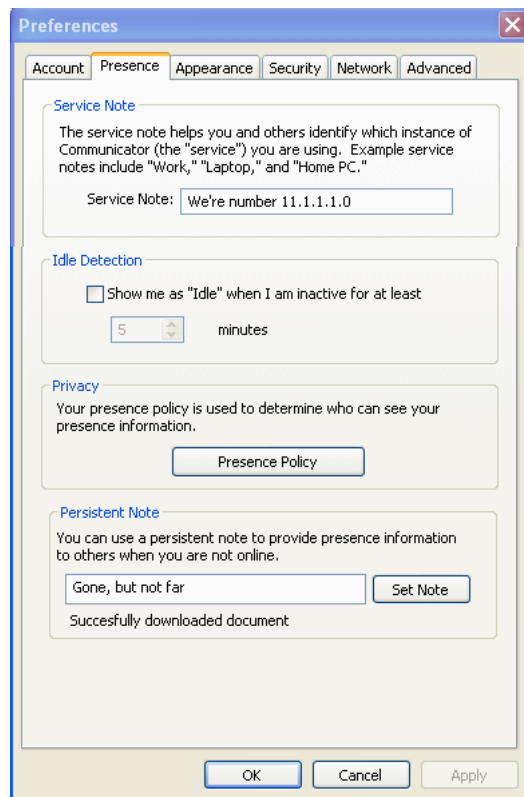 Preferences
Account Presence Appearance Security Network Advanced
Service Note
The service note helps you and others identify which instance of
Communicator (the "service") you are using.  Example service
notes include "Work," "Laptop," and "Home PC."
Service Note: We're number 11.1.1.1.0
Idle Detection
Show me as "Idle" when I am inactive for at least
5 minutes
Privacy
Your presence policy is used to determine who can see your
presence information.
Presence Policy
Persistent Note
You can use a persistent note to provide presence information
to others when you are not online.
Gone, but not far Set Note
Succesfully downloaded document
OK Cancel Apply